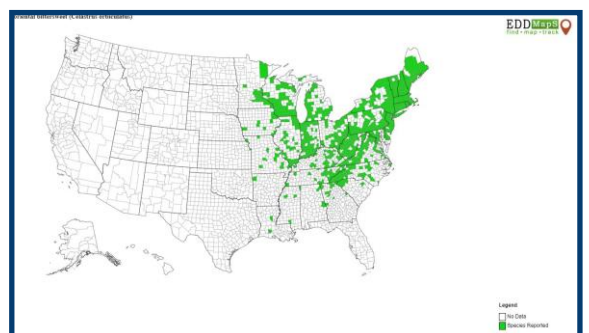 Oriental bittersweet (Celastrus orbiculatus)
EDDMapS
find • map • track
Legend
No Data
Species Reported